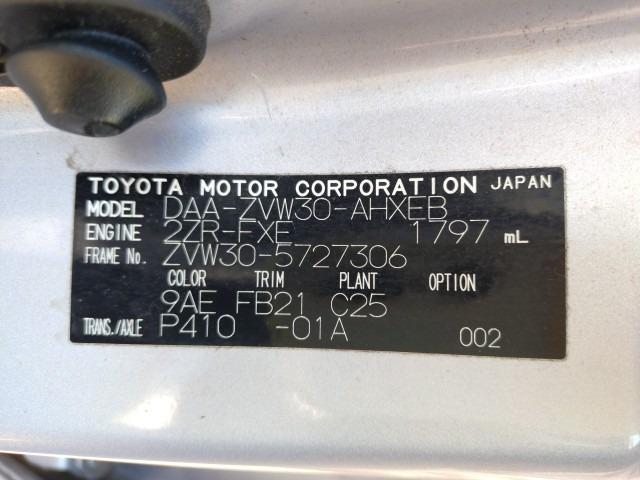 TOYOTA MOTOR CORPORATION JAPAN
MODEL DAA-ZVW30-AHXEB
ENGINE 2ZR-FXE 1797 mL
FRAME No. ZVW30-5727306
COLOR TRIM PLANT OPTION
9AE FB21 C25
TRANS./AXLE P410 -01A 002